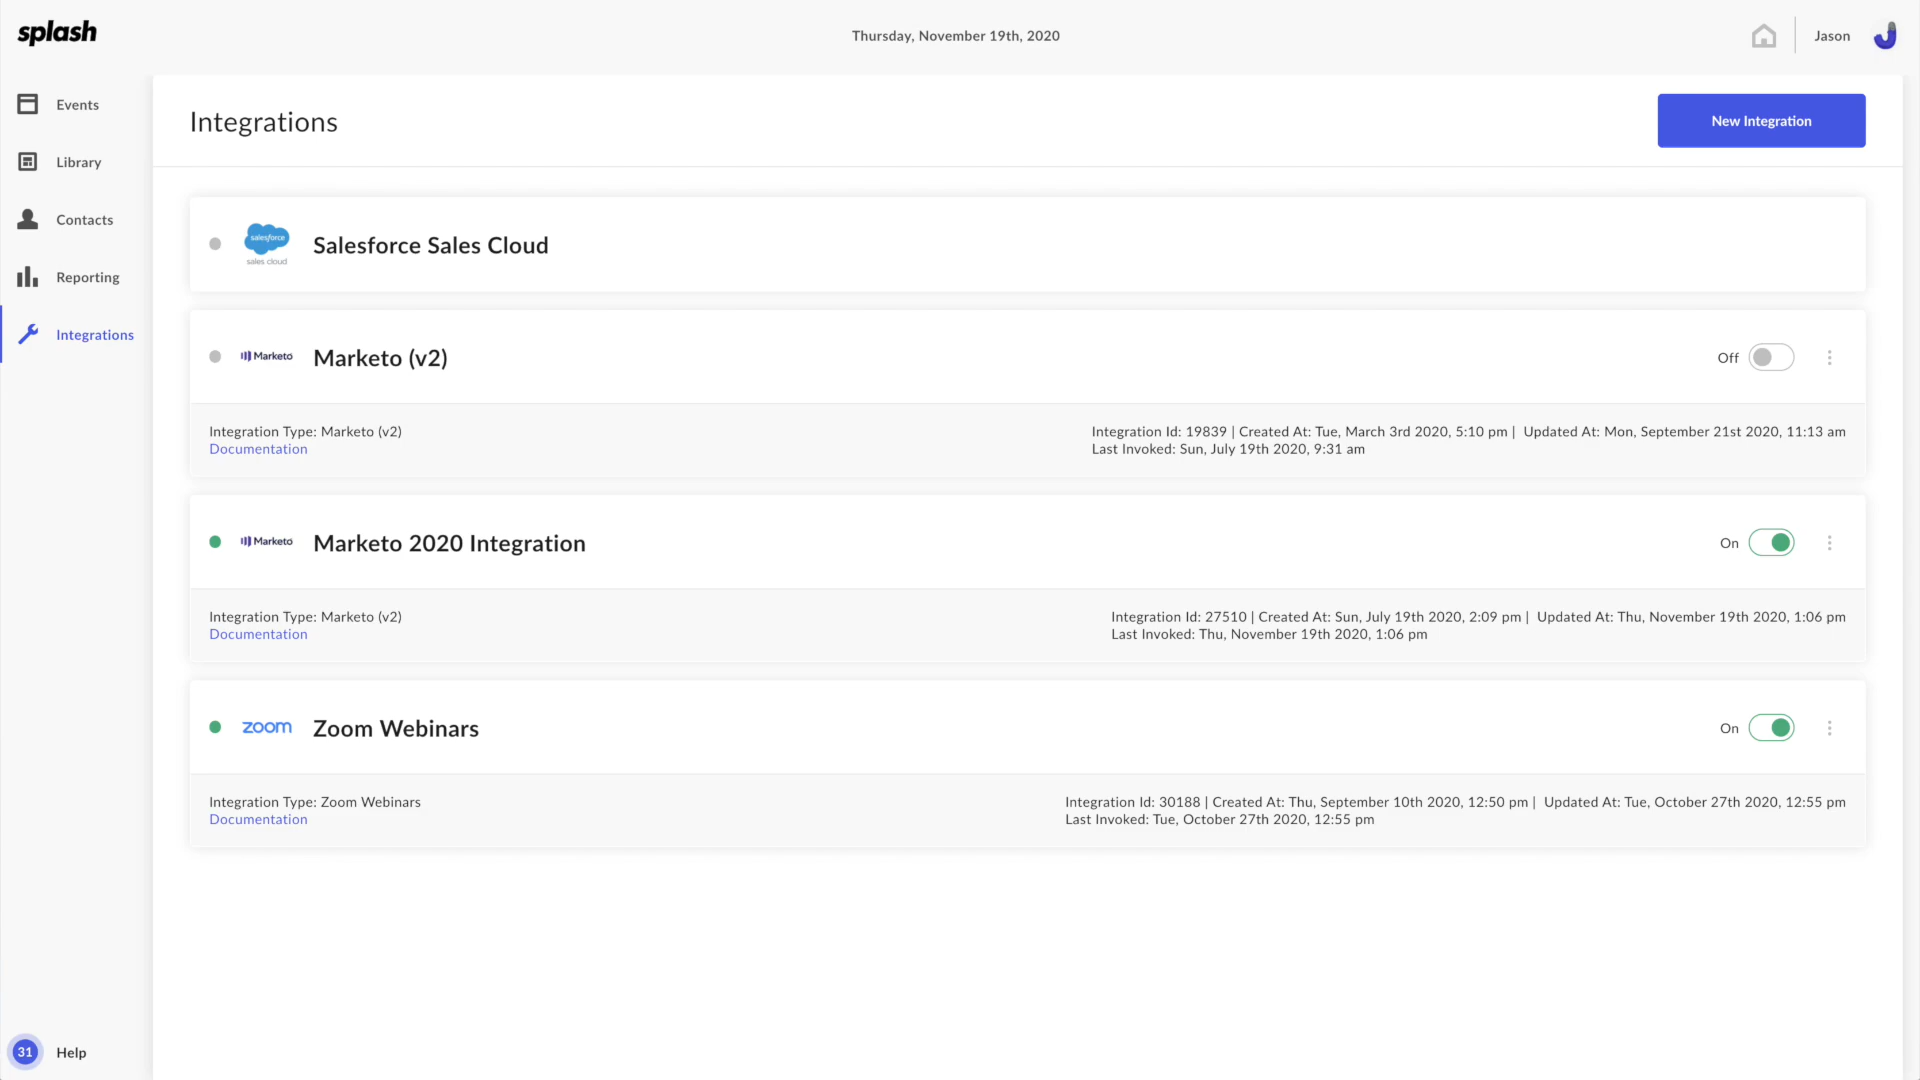 splash
Thursday, November 19th, 2020
Jason
Events
Library
Contacts
Reporting
Integrations
Integrations
New Integration
salesforce
sales cloud
Salesforce Sales Cloud
Marketo
Marketo (v2)
Off
Integration Type: Marketo (v2)
Documentation
Integration Id: 19839 | Created At: Tue, March 3rd 2020, 5:10 pm | Updated At: Mon, September 21st 2020, 11:13 am
Last Invoked: Sun, July 19th 2020, 9:31 am
Marketo
Marketo 2020 Integration
On
Integration Type: Marketo (v2)
Documentation
Integration Id: 27510 | Created At: Sun, July 19th 2020, 2:09 pm | Updated At: Thu, November 19th 2020, 1:06 pm
Last Invoked: Thu, November 19th 2020, 1:06 pm
zoom
Zoom Webinars
On
Integration Type: Zoom Webinars
Documentation
Integration Id: 30188 | Created At: Thu, September 10th 2020, 12:50 pm | Updated At: Tue, October 27th 2020, 12:55 pm
Last Invoked: Tue, October 27th 2020, 12:55 pm
31
Help